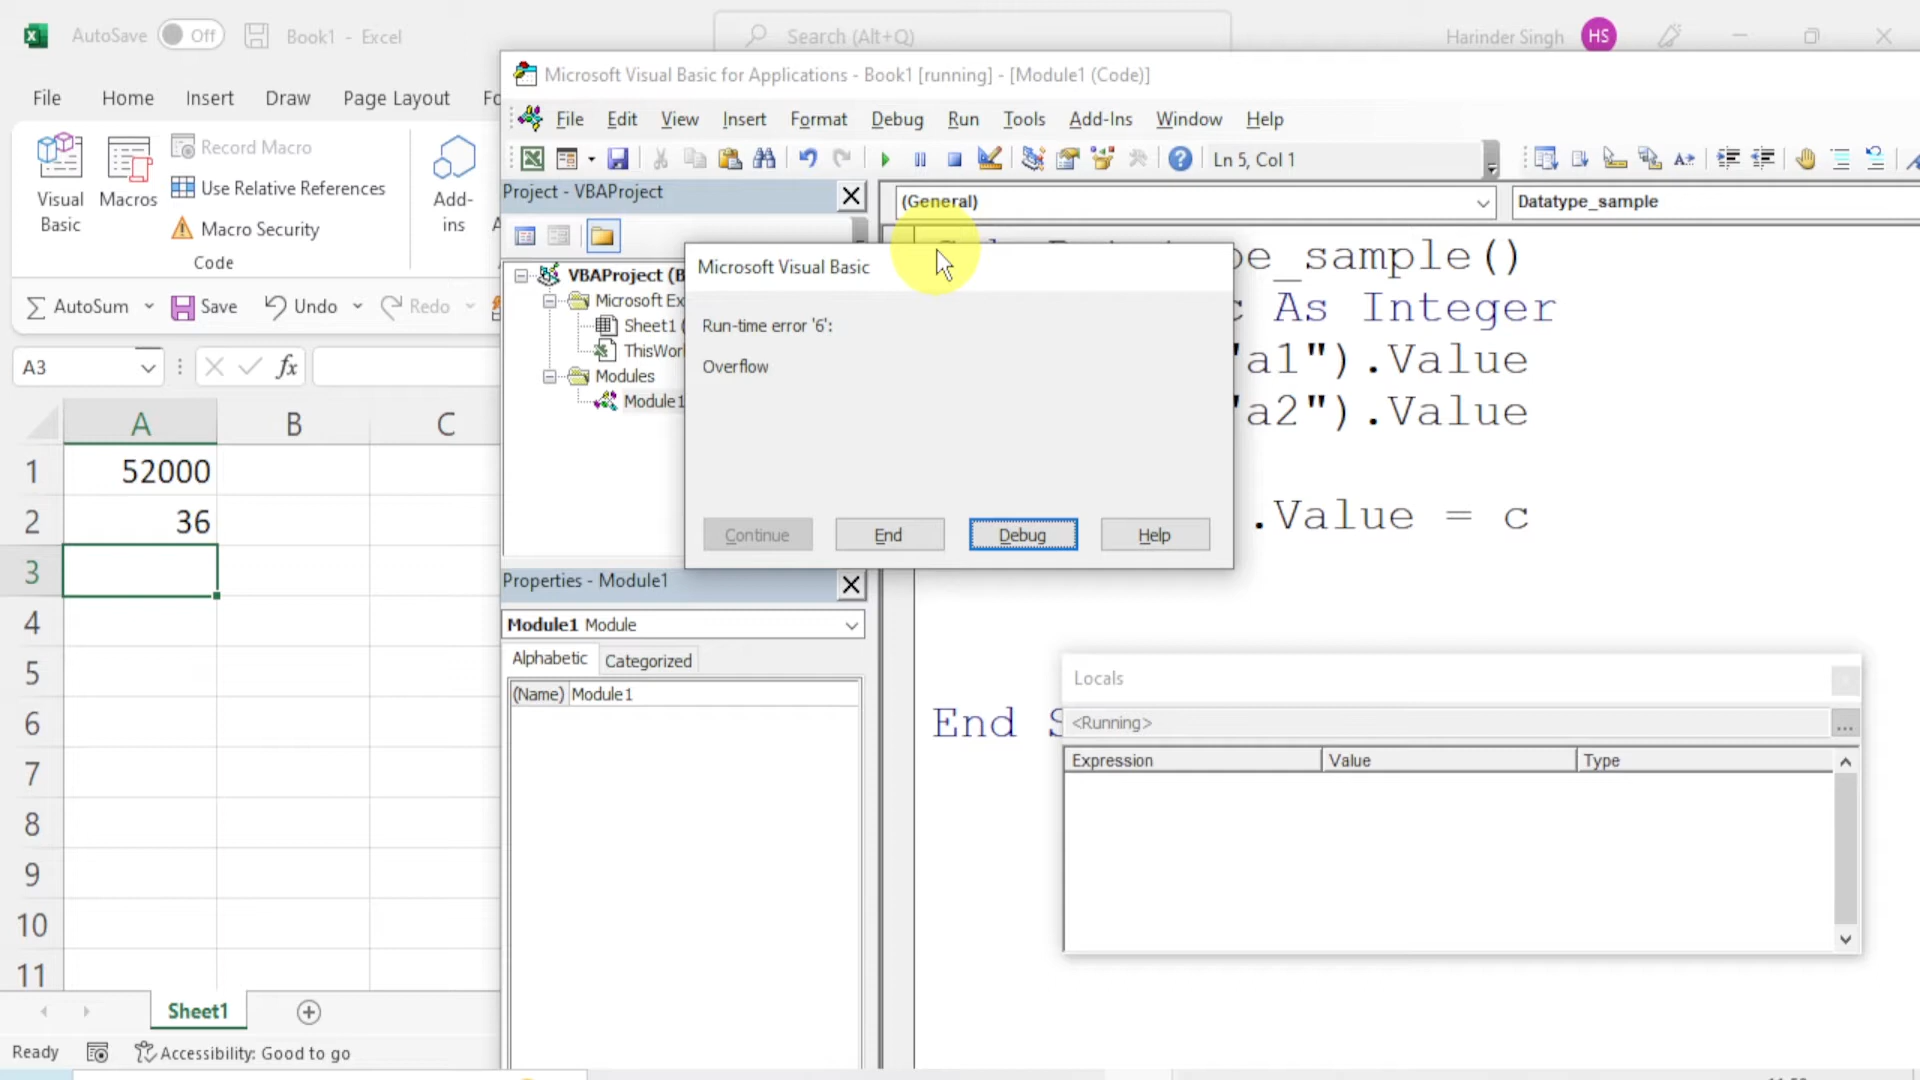 AutoSave Off Book1 - Excel Search (Alt+Q) Harinder Singh HS
Microsoft Visual Basic for Applications - Book1 [running] - [Module1 (Code)]
File Home Insert Draw Page Layout
File Edit View Insert Format Debug Run Tools Add-Ins Window Help
Visual Basic
Macros
Record Macro
Use Relative References
Macro Security
Code
Add-ins
Ln 5, Col 1
Project - VBAProject
(General) Datatype_sample
AutoSum Save Undo Redo
A3 fx
VBAProject (B
Microsoft Ex
Sheet1 (
ThisWor
Modules
Module1
pe_sample()
c As Integer
"a1").Value
"a2").Value
.Value = c
End S
Microsoft Visual Basic
Run-time error '6':
Overflow
Continue End Debug Help
A B C
1 52000
2 36
3
4
5
6
7
8
9
10
11
Properties - Module1
Module1 Module
Alphabetic Categorized
(Name) Module1
Locals
<Running> ...
Expression Value Type
Sheet1
Ready Accessibility: Good to go